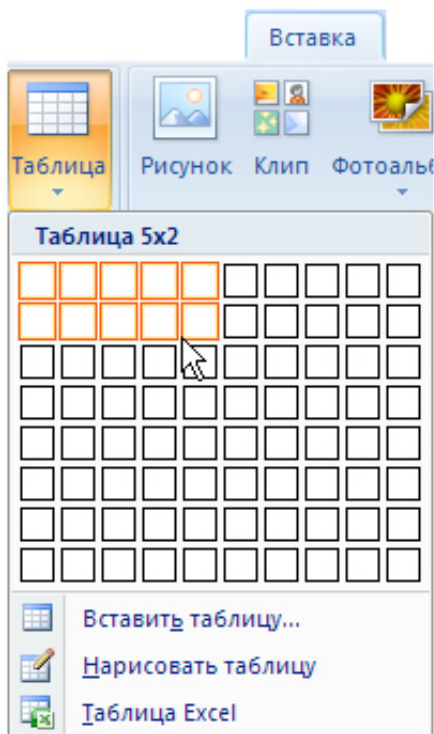 Вставка
Таблица Рисунок Клип Фотоальб
Таблица 5x2
Вставить таблицу...
Нарисовать таблицу
Таблица Excel